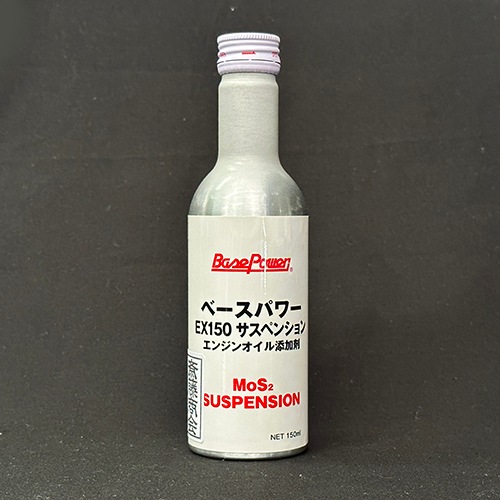 BasePower
®
ベースパワー
EX150 サスペンション
エンジンオイル添加剤
MoS₂
SUSPENSION
NET 150ml